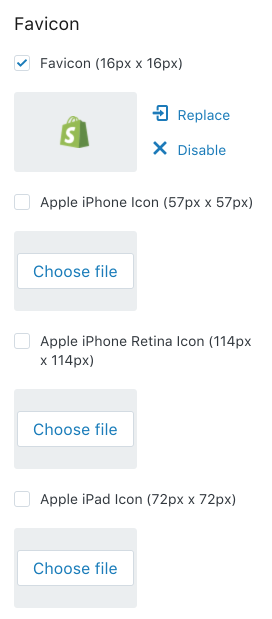 Favicon
Favicon (16px x 16px)
Replace
Disable
Apple iPhone Icon (57px x 57px)
Choose file
Apple iPhone Retina Icon (114px
x 114px)
Choose file
Apple iPad Icon (72px x 72px)
Choose file